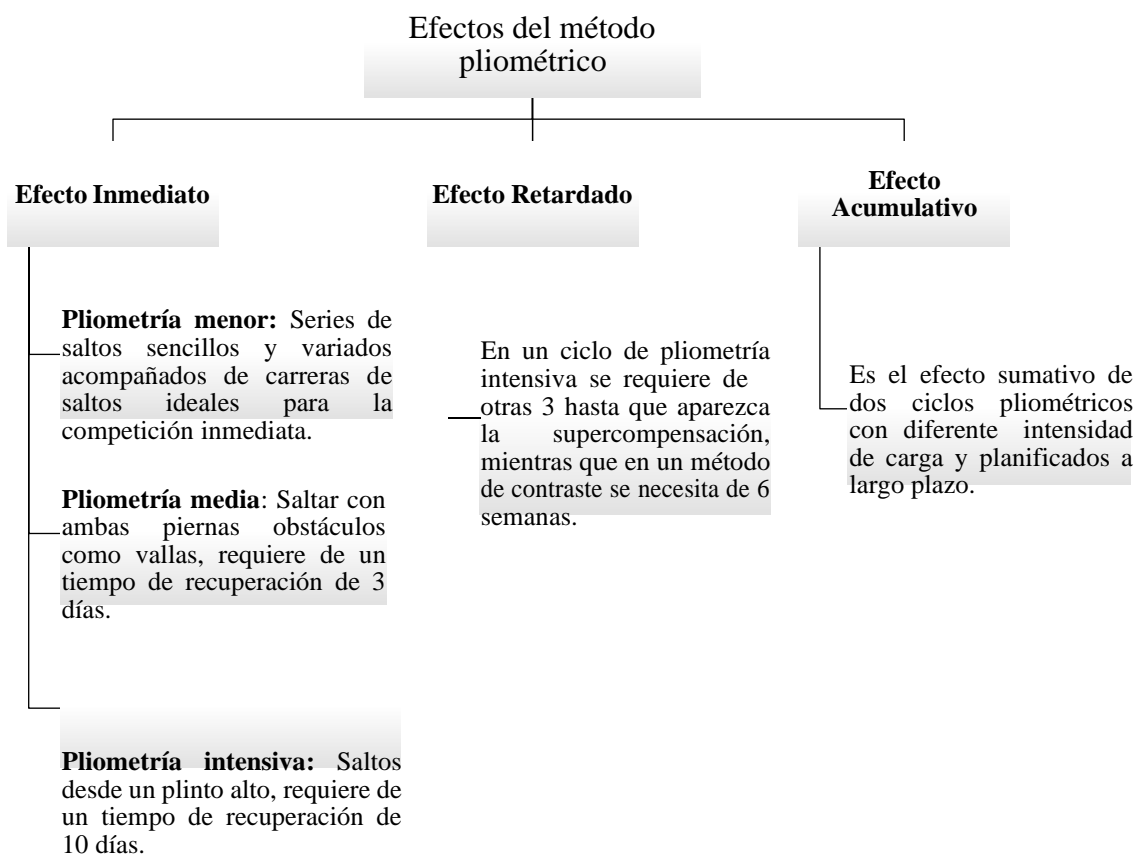 Efectos del método
pliométrico
Efecto Inmediato
Pliometría menor: Series de
saltos sencillos y variados
acompañados de carreras de
saltos ideales para la
competición inmediata.
Pliometría media: Saltar con
ambas piernas obstáculos
como vallas, requiere de un
tiempo de recuperación de 3
días.
Pliometría intensiva: Saltos
desde un plinto alto, requiere de
un tiempo de recuperación de
10 días.
Efecto Retardado
En un ciclo de pliometría
intensiva se requiere de
otras 3 hasta que aparezca
la supercompensación,
mientras que en un método
de contraste se necesita de 6
semanas.
Efecto
Acumulativo
Es el efecto sumativo de
dos ciclos pliométricos
con diferente intensidad
de carga y planificados a
largo plazo.